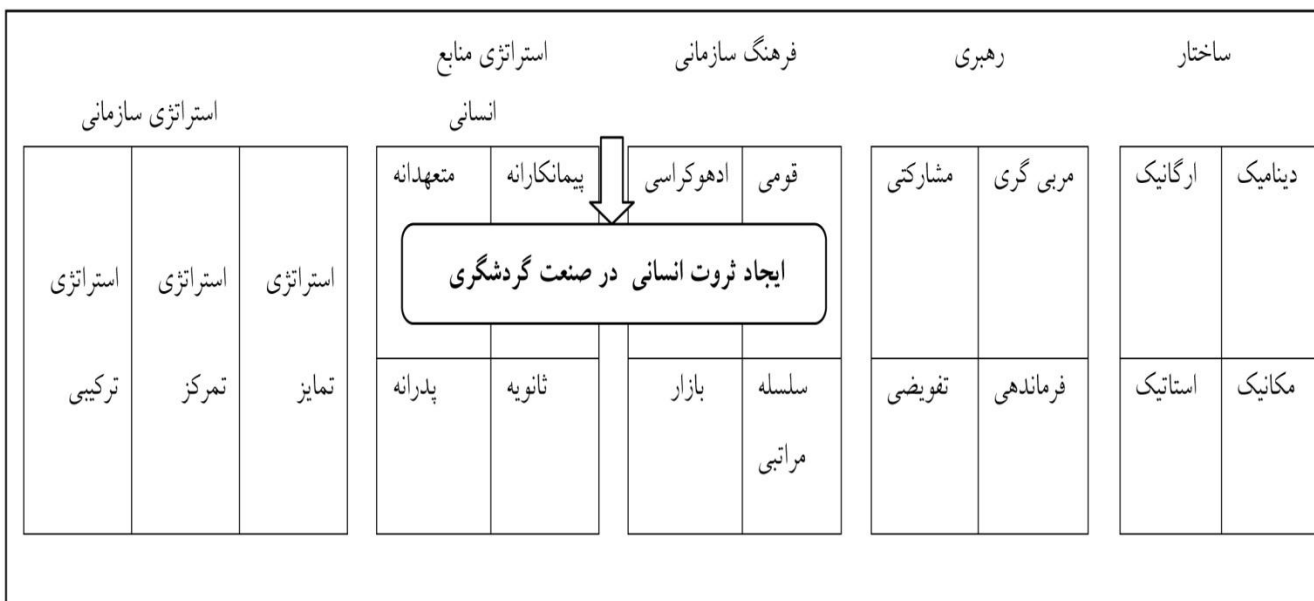 ساختار
رهبری
فرهنگ سازمانی
استراتژی منابع
انسانی
استراتژی سازمانی
دینامیک
ارگانیک
مربی گری
مشارکتی
قومی
ادهوکراسی
پیمانکارانه
متعهدانه
ایجاد ثروت انسانی در صنعت گردشگری
استراتژی
تمایز
استراتژی
تمرکز
استراتژی
ترکیبی
مکانیک
استاتیک
فرماندهی
تفویضی
سلسله
مراتبی
بازار
ثانویه
پدرانه